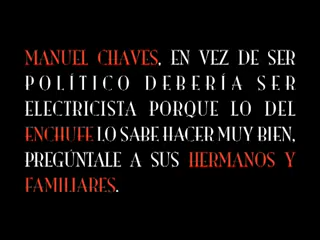 MANUEL CHAVES, EN VEZ DE SER
POLÍTICO DEBERÍA SER
ELECTRICISTA PORQUE LO DEL
ENCHUFE LO SABE HACER MUY BIEN,
PREGÚNTALE A SUS HERMANOS Y
FAMILIARES.